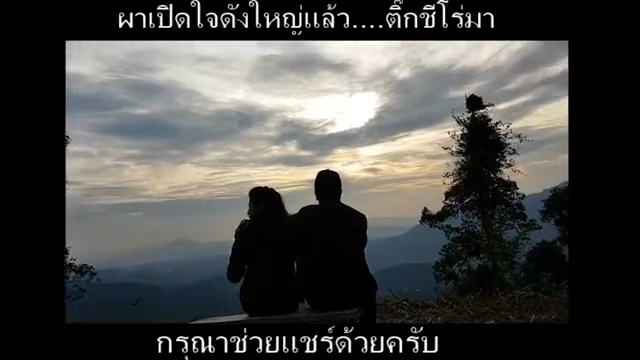 ผาเปิดใจดังใหญ่แล้ว....ติ๊กชีโร่มา
กรุณาช่วยแชร์ด้วยครับ